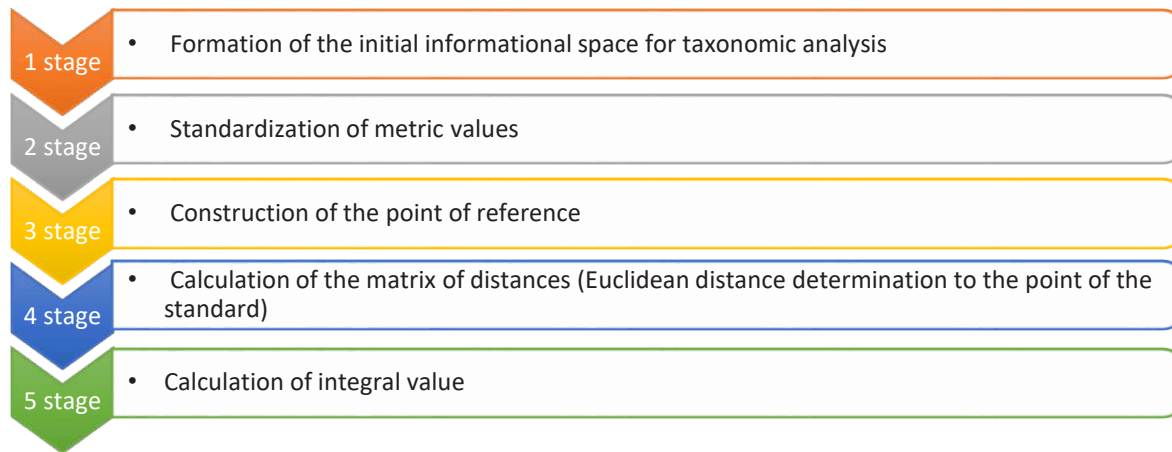 1 stage
• Formation of the initial informational space for taxonomic analysis
2 stage
• Standardization of metric values
3 stage
• Construction of the point of reference
4 stage
• Calculation of the matrix of distances (Euclidean distance determination to the point of the
standard)
5 stage
• Calculation of integral value